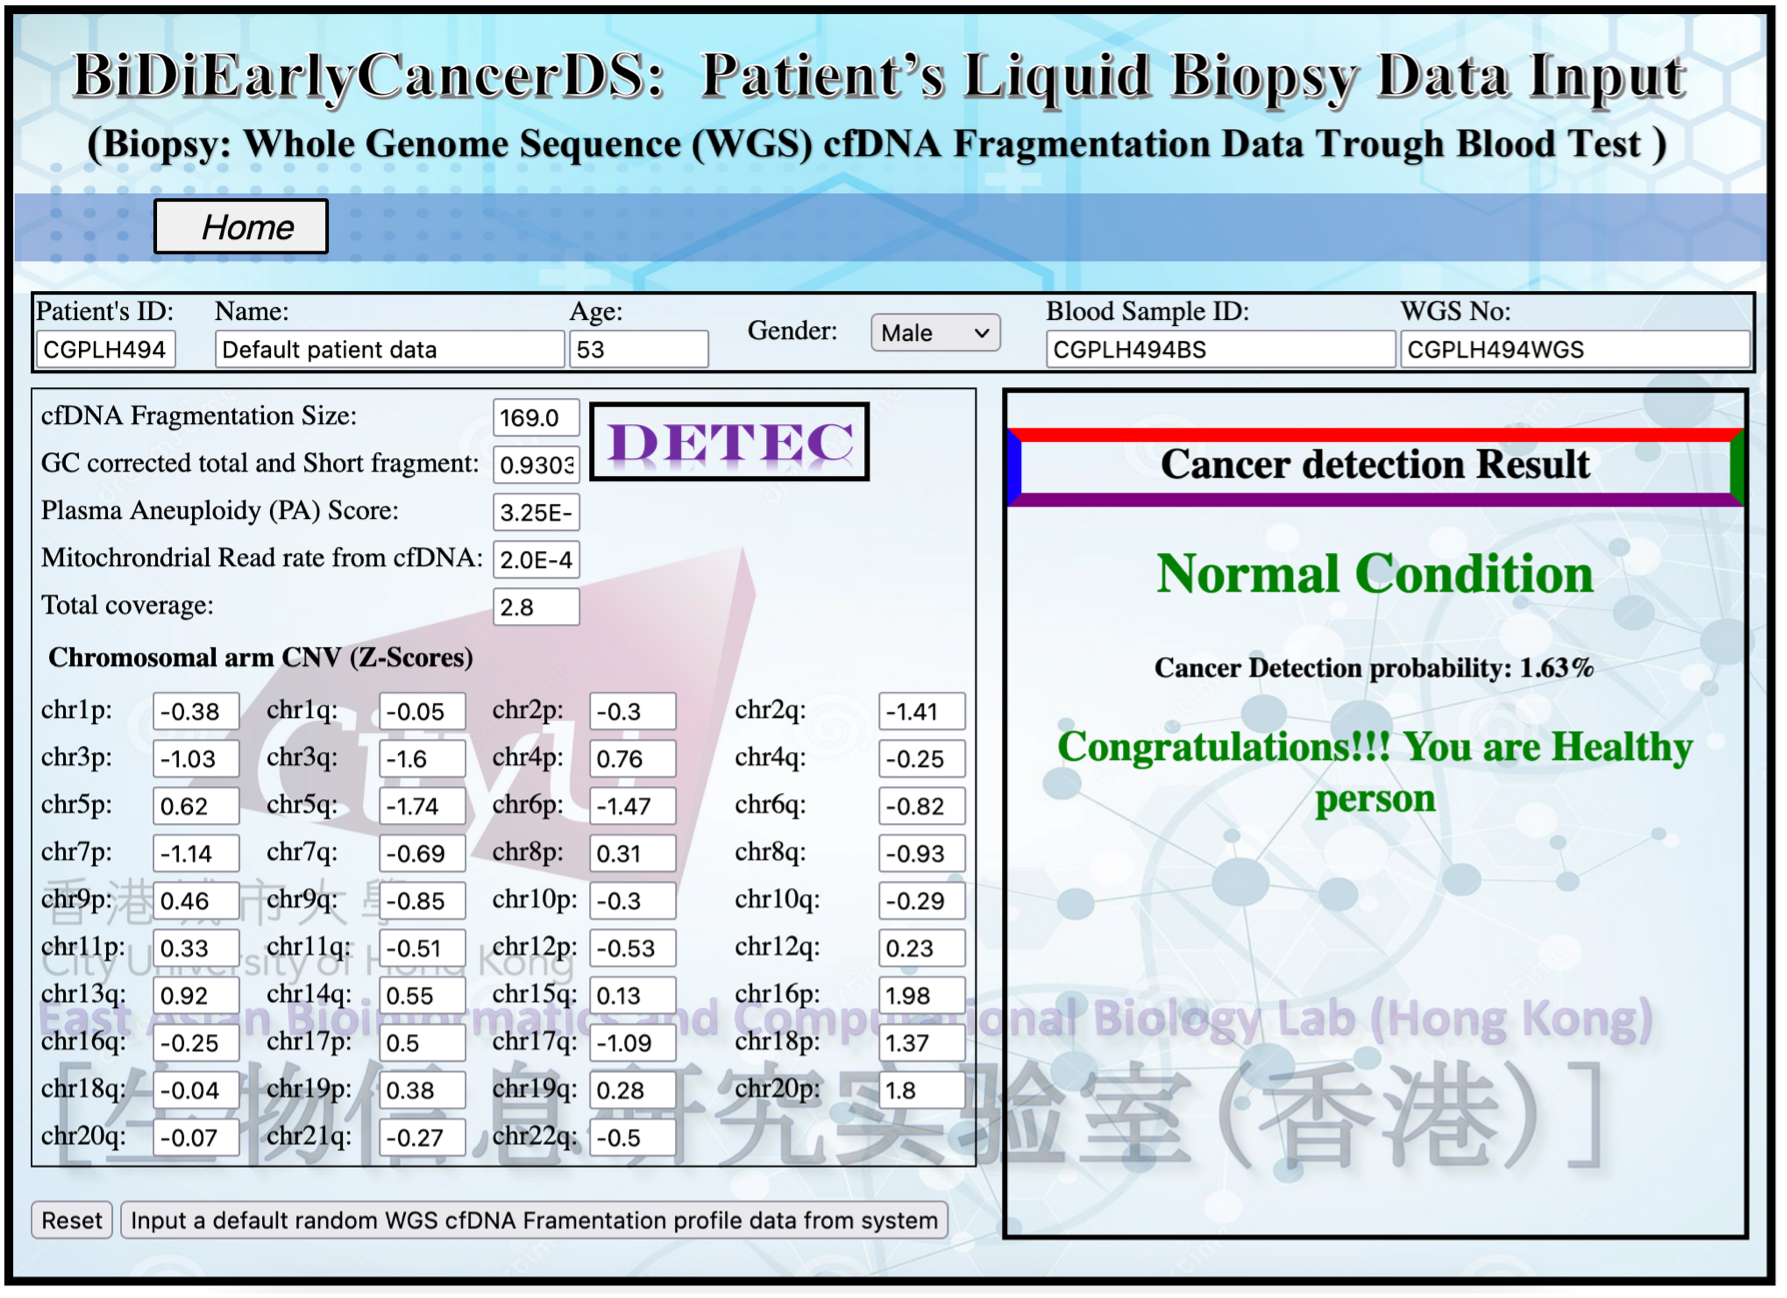 BiDiEarlyCancerDS: Patient's Liquid Biopsy Data Input
(Biopsy: Whole Genome Sequence (WGS) cfDNA Fragmentation Data Trough Blood Test )
Home
Patient's ID: Name: Age: Gender: Male Blood Sample ID: WGS No:
CGPLH494 Default patient data 53 CGPLH494BS CGPLH494WGS
cfDNA Fragmentation Size: 169.0
GC corrected total and Short fragment: 0.9303
Plasma Aneuploidy (PA) Score: 3.25E-
Mitochrondrial Read rate from cfDNA: 2.0E-4
Total coverage: 2.8
DETEC
Chromosomal arm CNV (Z-Scores)
chr1p: -0.38 chr1q: -0.05 chr2p: -0.3 chr2q: -1.41
chr3p: -1.03 chr3q: -1.6 chr4p: 0.76 chr4q: -0.25
chr5p: 0.62 chr5q: -1.74 chr6p: -1.47 chr6q: -0.82
chr7p: -1.14 chr7q: -0.69 chr8p: 0.31 chr8q: -0.93
chr9p: 0.46 chr9q: -0.85 chr10p: -0.3 chr10q: -0.29
chr11p: 0.33 chr11q: -0.51 chr12p: -0.53 chr12q: 0.23
chr13q: 0.92 chr14q: 0.55 chr15q: 0.13 chr16p: 1.98
chr16q: -0.25 chr17p: 0.5 chr17q: -1.09 chr18p: 1.37
chr18q: -0.04 chr19p: 0.38 chr19q: 0.28 chr20p: 1.8
chr20q: -0.07 chr21q: -0.27 chr22q: -0.5
Reset Input a default random WGS cfDNA Framentation profile data from system
Cancer detection Result
Normal Condition
Cancer Detection probability: 1.63%
Congratulations!!! You are Healthy
person
CityU
香港城市大學
City University of Hong Kong
East Asian Bioinformatics and Computational Biology Lab (Hong Kong)
[生物信息研究实验室(香港)]